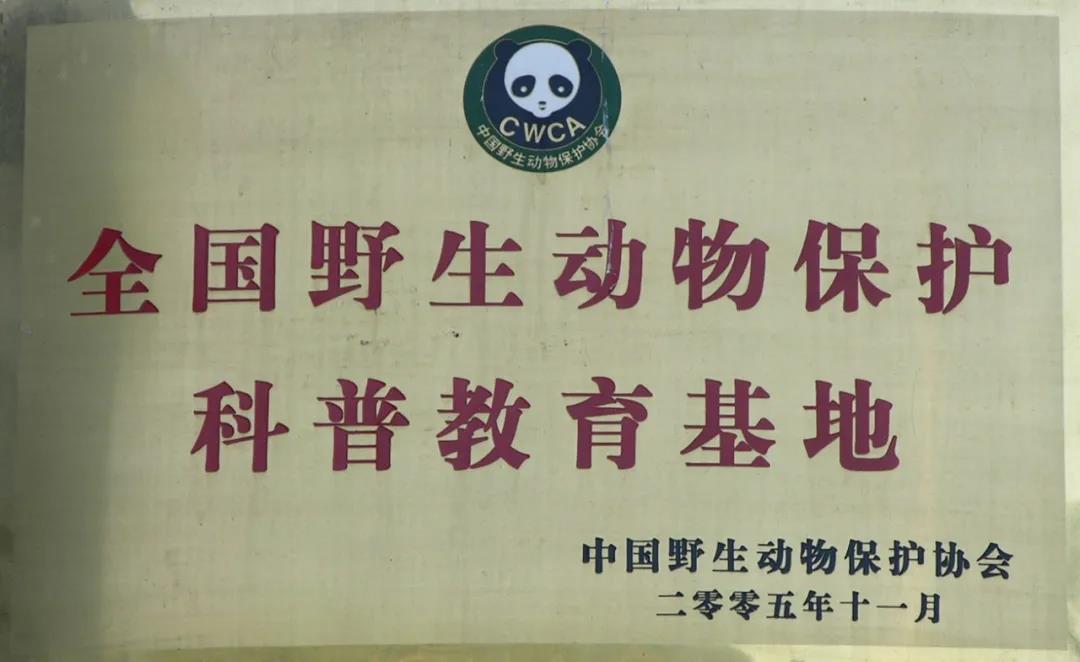 CWCA
中国野生动物保护协会
全国野生动物保护
科普教育基地
中国野生动物保护协会
二零零五年十一月